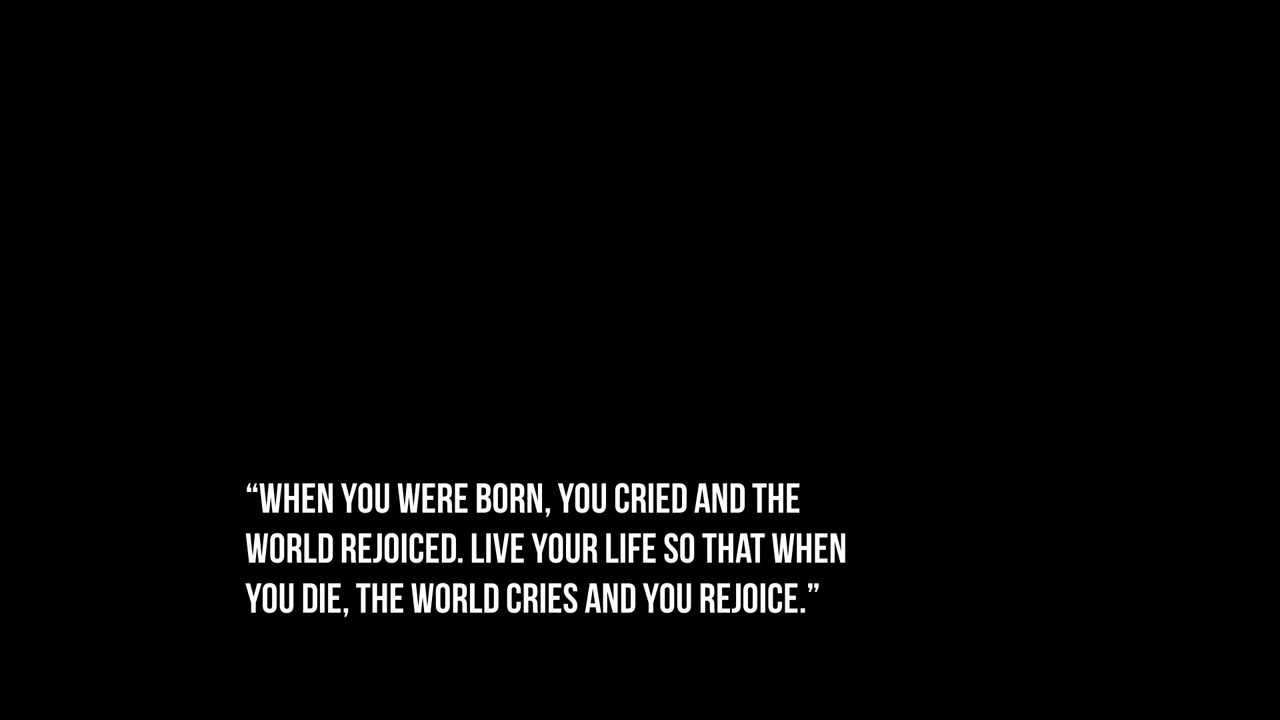 “WHEN YOU WERE BORN, YOU CRIED AND THE
WORLD REJOICED. LIVE YOUR LIFE SO THAT WHEN
YOU DIE, THE WORLD CRIES AND YOU REJOICE.”